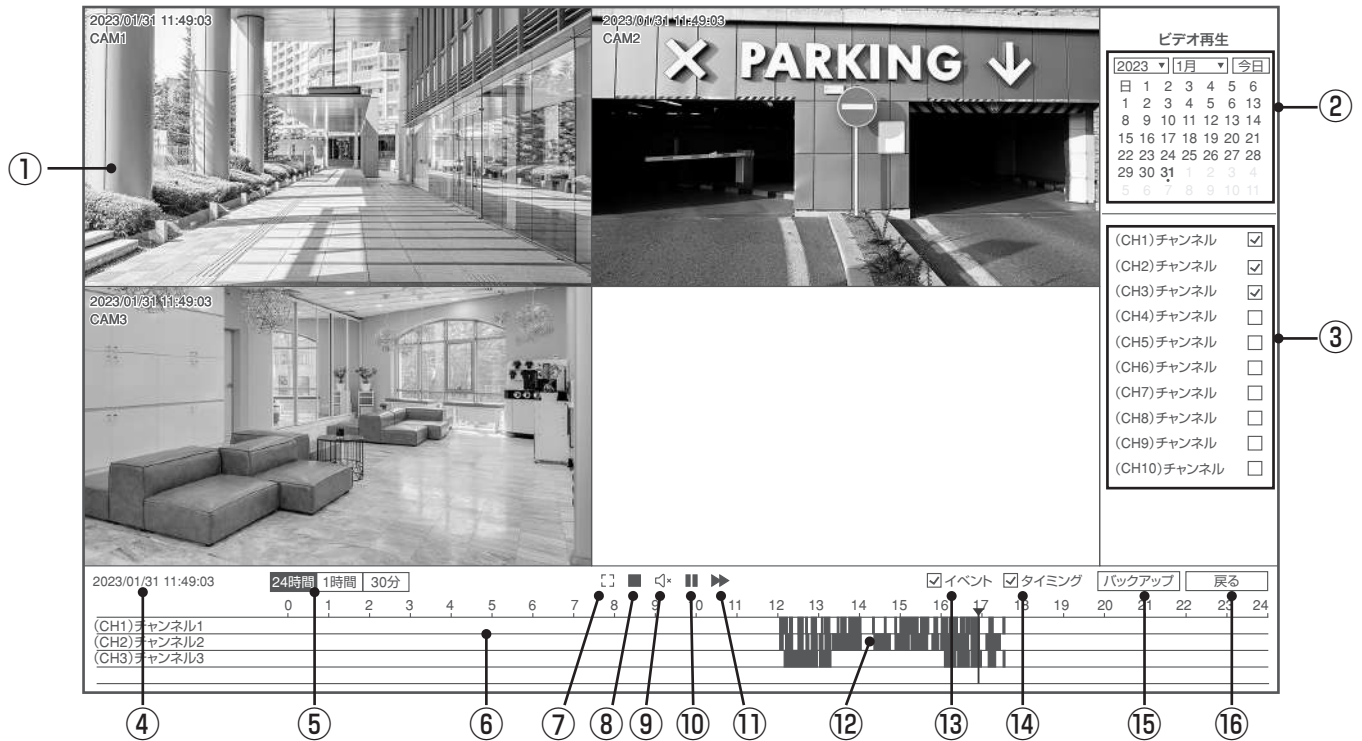 2023/01/31 11:49:03
CAM1
2023/01/31 11:49:03
CAM2
PARKING
2023/01/31 11:49:03
CAM3
ビデオ再生
2023 ▼ 1月 ▼ 今日
日 1 2 3 4 5 6
1 2 3 4 5 6 13
8 9 10 11 12 13 14
15 16 17 18 19 20 21
22 23 24 25 26 27 28
29 30 31 1 2 3 4
5 6 7 8 9 10 11
(CH1)チャンネル
(CH2)チャンネル
(CH3)チャンネル
(CH4)チャンネル
(CH5)チャンネル
(CH6)チャンネル
(CH7)チャンネル
(CH8)チャンネル
(CH9)チャンネル
(CH10)チャンネル
①
②
③
2023/01/31 11:49:03 24時間 1時間 30分 イベント タイミング バックアップ 戻る
0 1 2 3 4 5 6 7 8 9 10 11 12 13 14 15 16 17 18 19 20 21 22 23 24
(CH1)チャンネル1
(CH2)チャンネル2
(CH3)チャンネル3
④ ⑤ ⑥ ⑦ ⑧ ⑨ ⑩ ⑪ ⑫ ⑬ ⑭ ⑮ ⑯